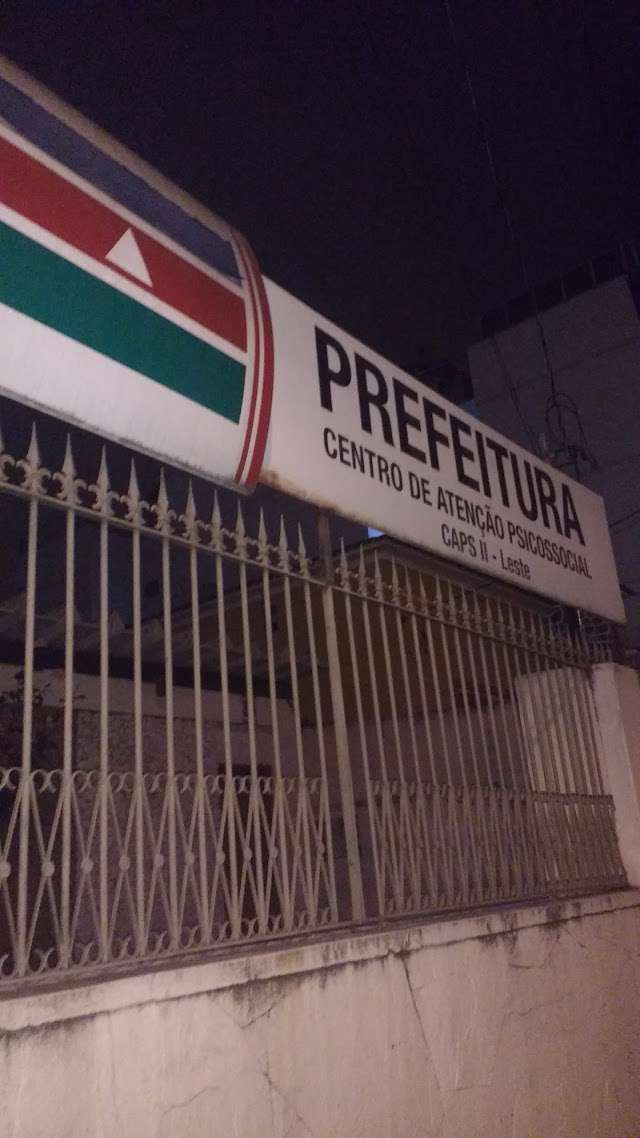 PREFEITURA
CENTRO DE ATENÇÃO PSICOSSOCIAL
CAPS II - Leste